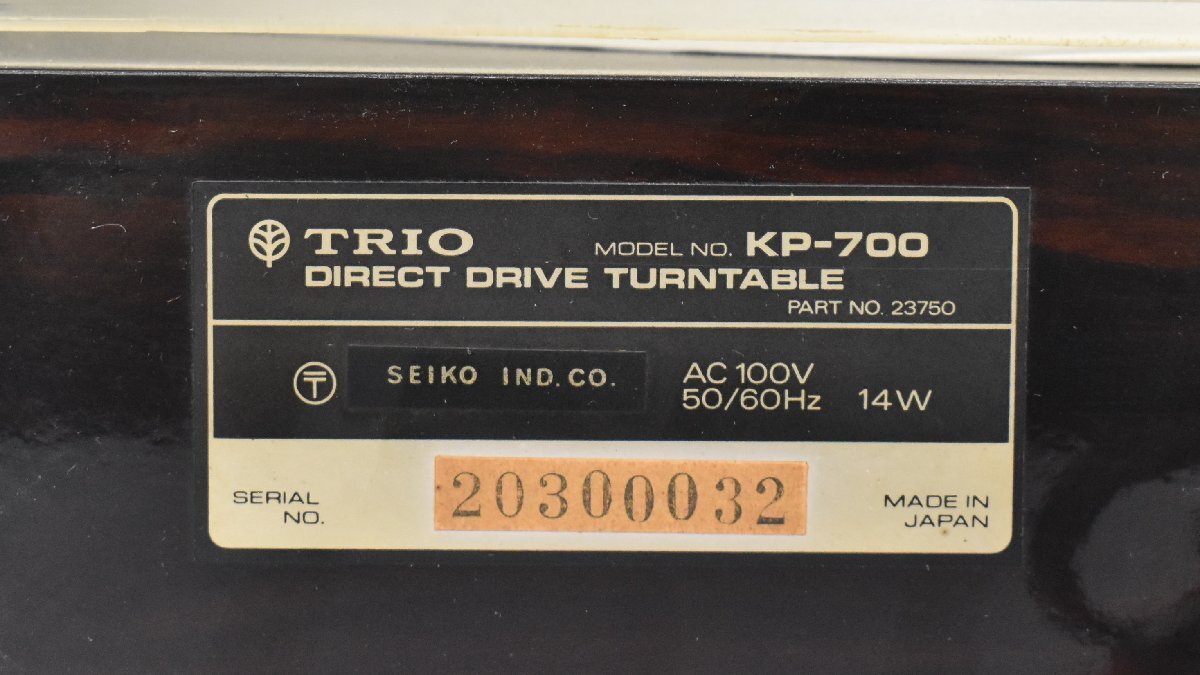 TRIO MODEL NO. KP-700
DIRECT DRIVE TURNTABLE
PART NO. 23750
〒 SEIKO IND. CO. AC 100V
50/60Hz 14W
SERIAL NO. 20300032
MADE IN
JAPAN